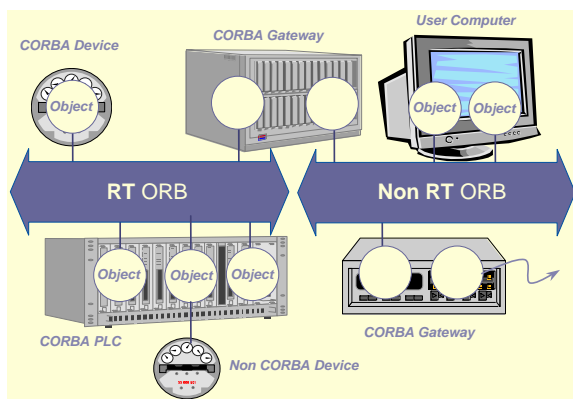 User Computer
CORBA Gateway
CORBA Device
Object
Object
Object
RT ORB
Non RT ORB
Object
Object
Object
CORBA Gateway
CORBA PLC
Non CORBA Device